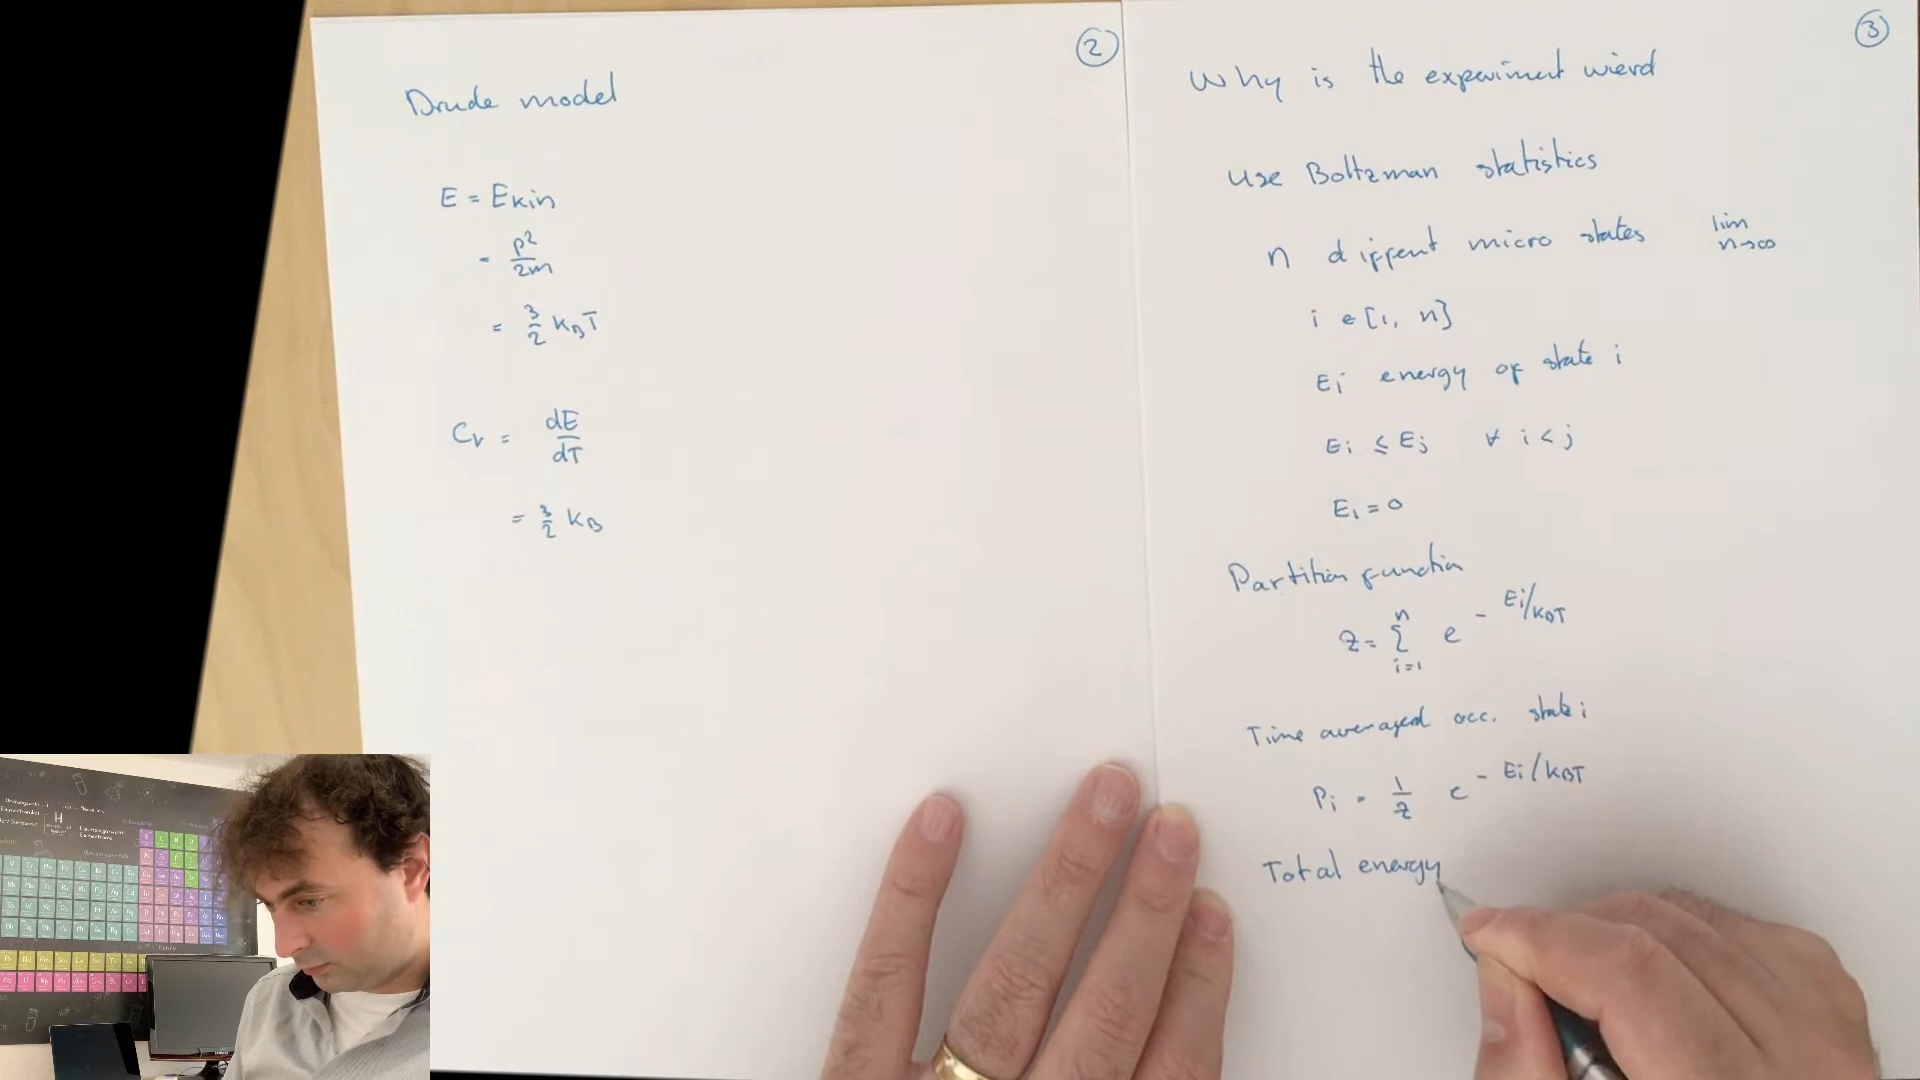 2
Drude model
E = Ekin
= p²/2m
= 3/2 kBT
Cv = dE/dT
= 3/2 kB
3
Why is the experiment wierd
Use Boltzman statistics
n diffent micro states lim n→∞
i ∈ [1, n]
Ei energy of state i
Ei ≤ Ej ∀ i < j
E1 = 0
Partition function
Z = Σ i=1 n e^-Ei/kBT
Time averaged occ. state i
Pi = 1/Z e^-Ei/kBT
Total energy
H